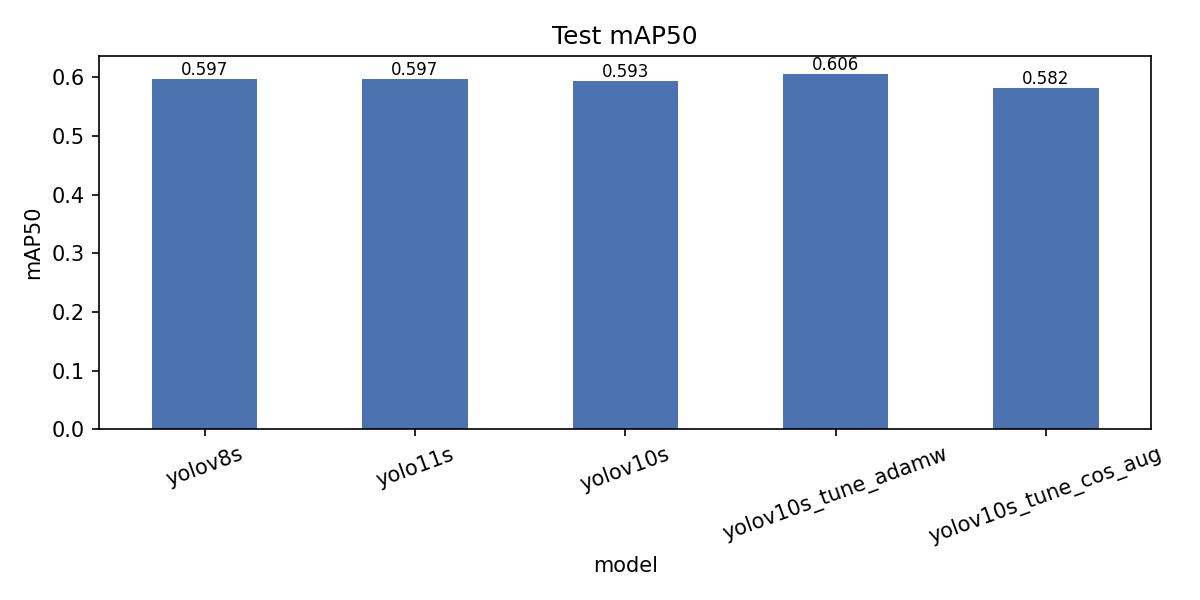 Test mAP50
0.597
0.597
0.593
0.606
0.582
mAP50
0.6
0.5
0.4
0.3
0.2
0.1
0.0
yolov8s
yolo11s
yolov10s
yolov10s_tune_adamw
yolov10s_tune_cos_aug
model